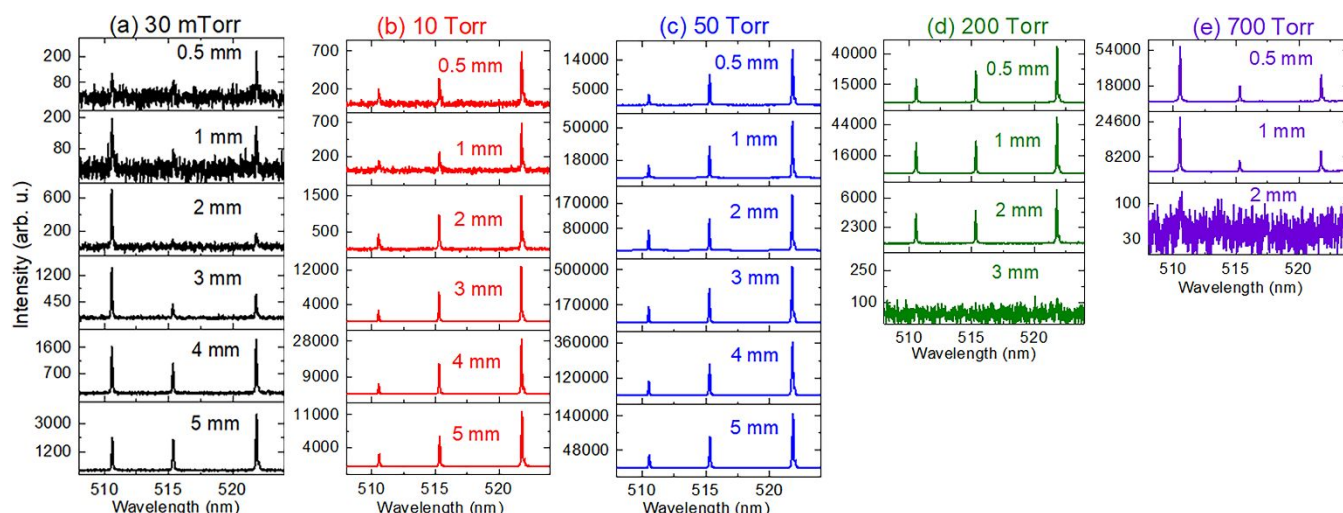 (a) 30 mTorr
(b) 10 Torr
(c) 50 Torr
(d) 200 Torr
(e) 700 Torr
Intensity (arb. u.)
200
80
0.5 mm
200
80
1 mm
600
200
2 mm
1200
450
3 mm
1600
700
4 mm
3000
1200
5 mm
510 515 520
Wavelength (nm)
700
200
0.5 mm
700
200
1 mm
1500
500
2 mm
12000
4000
3 mm
28000
9000
4 mm
11000
4000
5 mm
510 515 520
Wavelength (nm)
14000
5000
0.5 mm
50000
18000
1 mm
170000
80000
2 mm
500000
170000
3 mm
360000
120000
4 mm
140000
48000
5 mm
510 515 520
Wavelength (nm)
40000
15000
0.5 mm
44000
16000
1 mm
6000
2300
2 mm
250
100
3 mm
510 515 520
Wavelength (nm)
54000
18000
0.5 mm
24600
8200
1 mm
100
30
2 mm
510 515 520
Wavelength (nm)